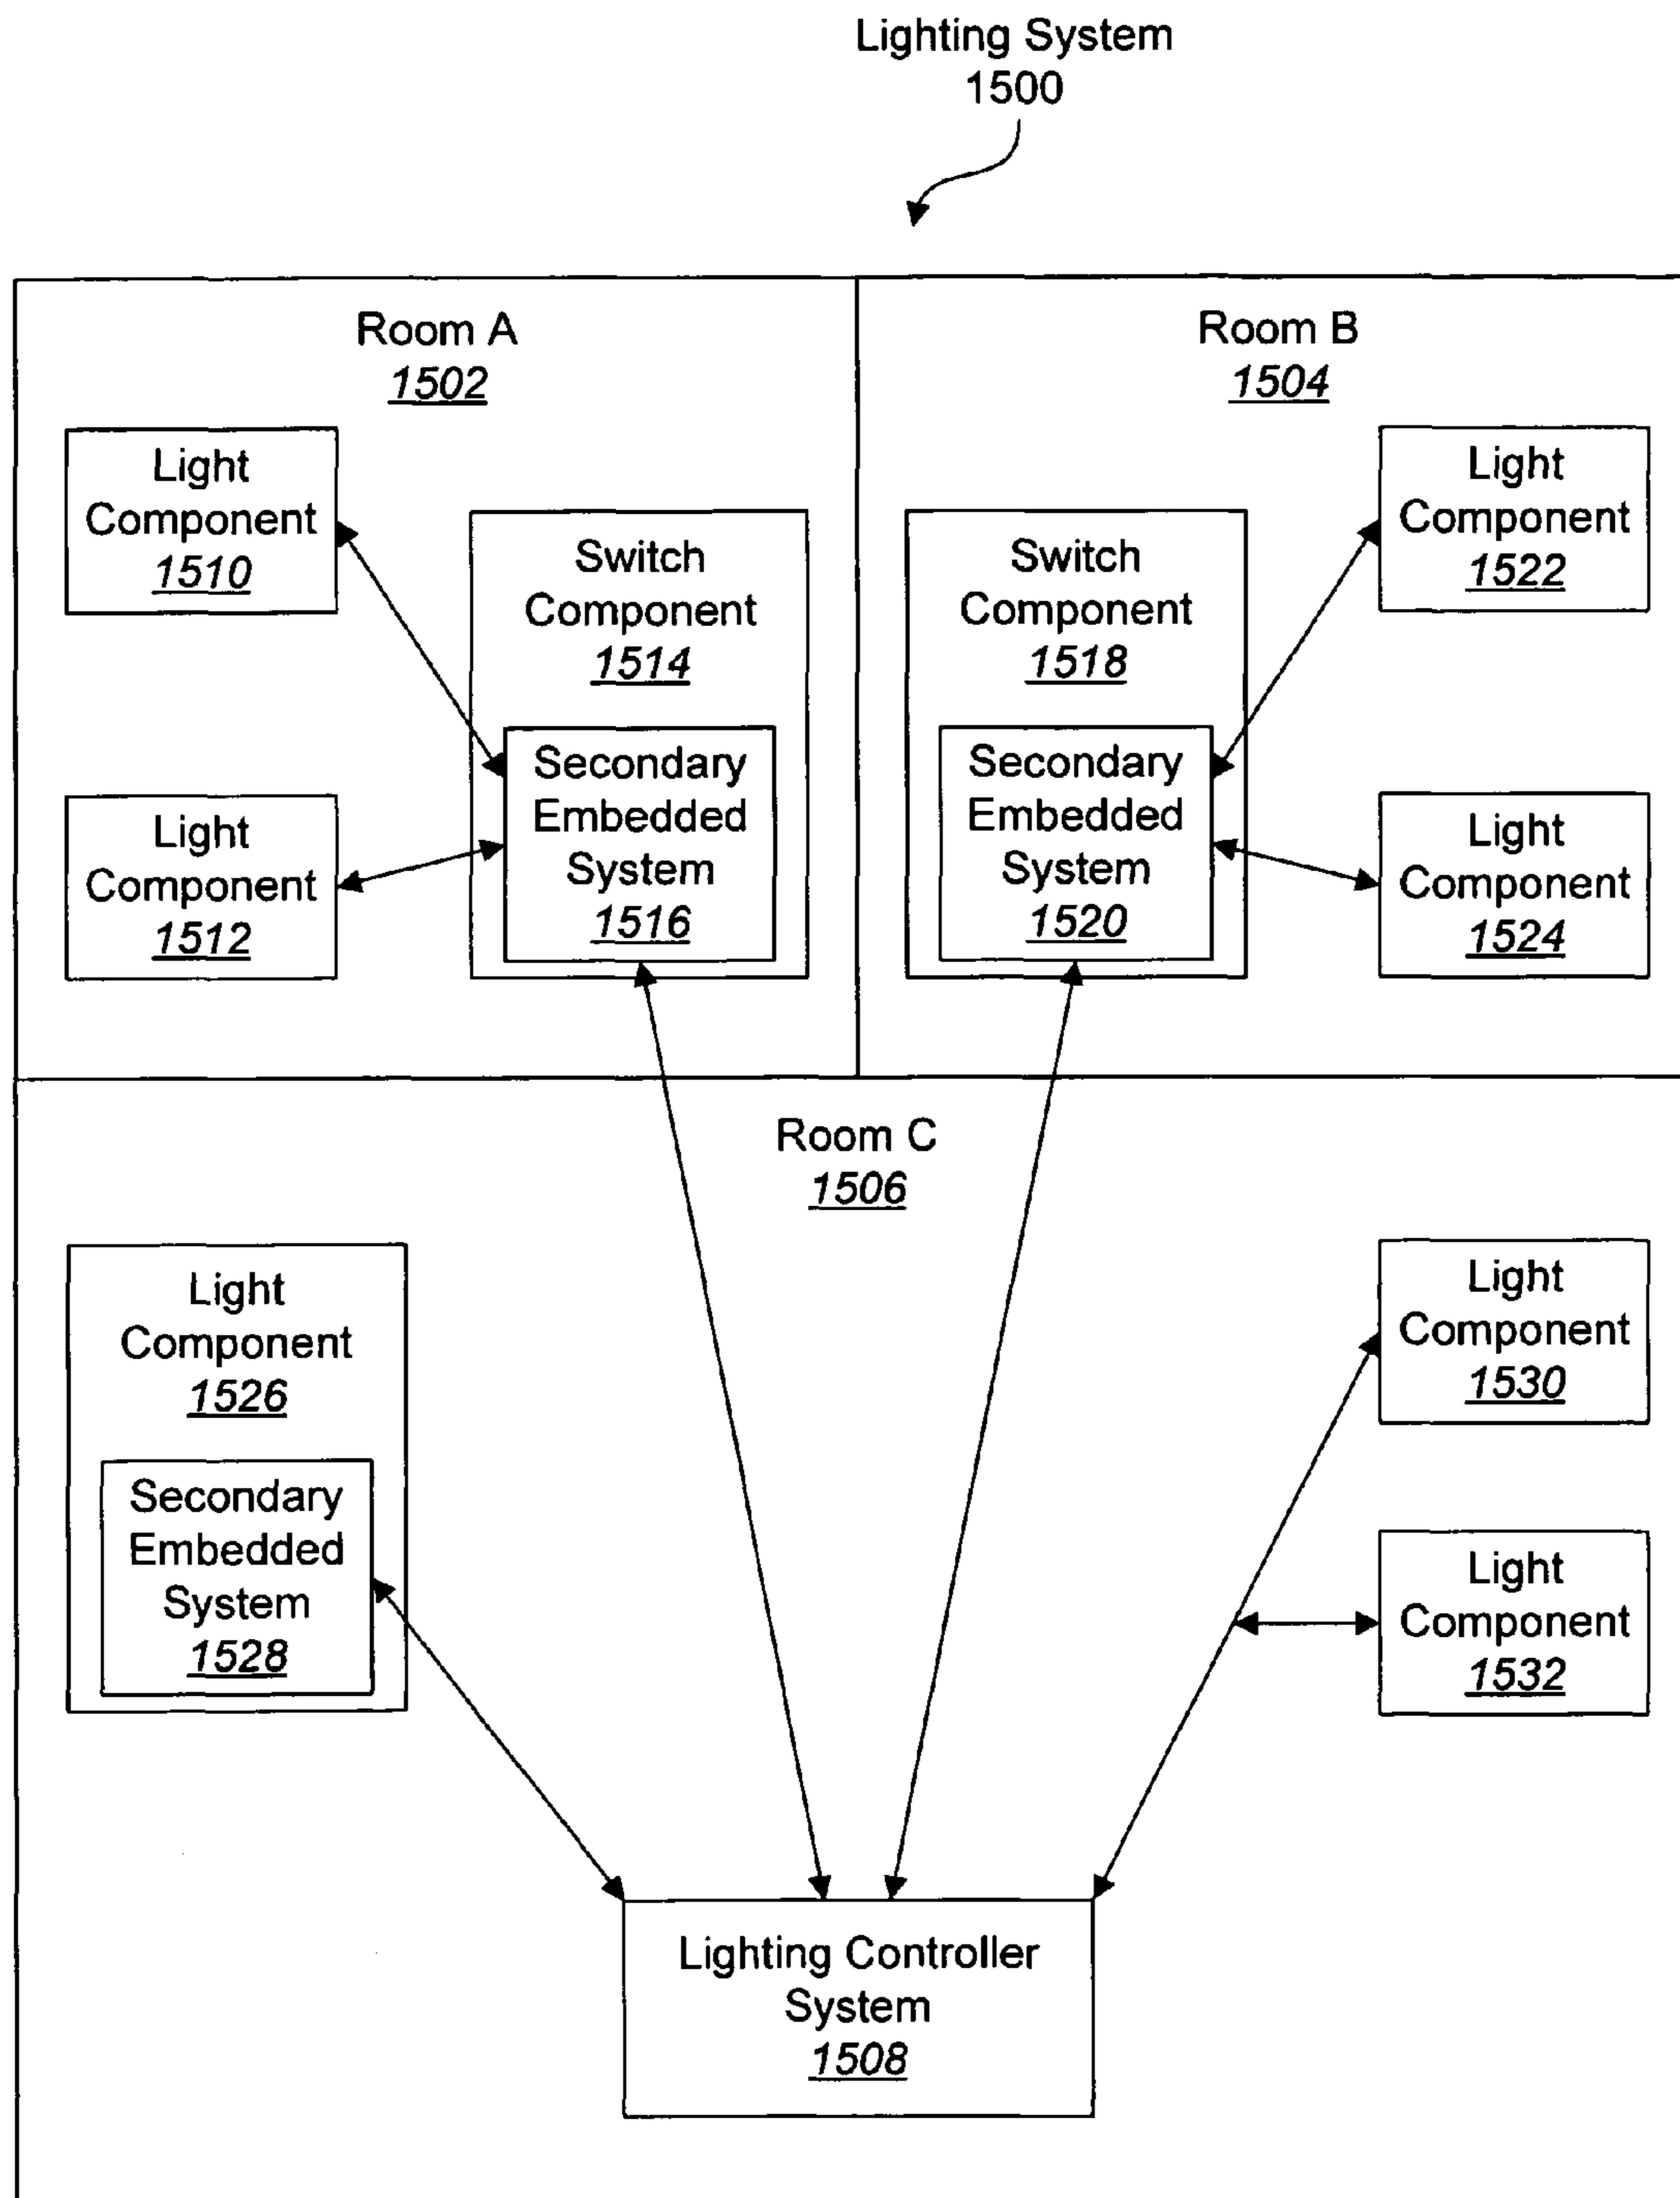 Lighting System
1500
Room A
1502
Room B
1504
Light
Component
1510
Switch
Component
1514
Secondary
Embedded
System
1516
Light
Component
1512
Switch
Component
1518
Secondary
Embedded
System
1520
Light
Component
1522
Light
Component
1524
Room C
1506
Light
Component
1526
Secondary
Embedded
System
1528
Light
Component
1530
Light
Component
1532
Lighting Controller
System
1508